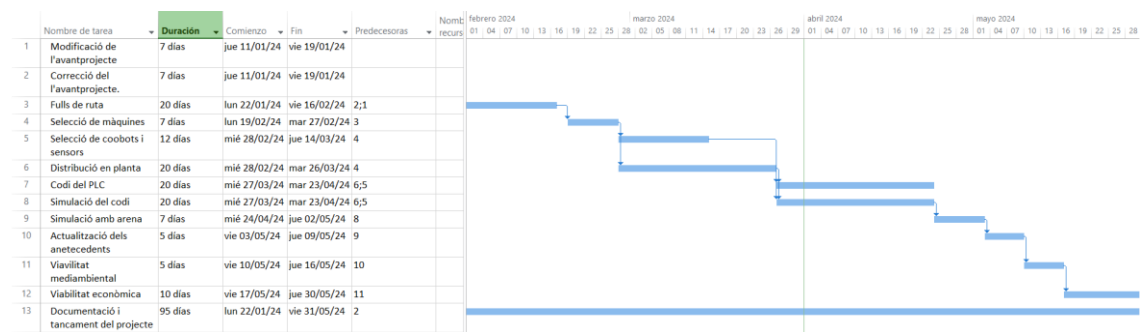 Nomb febrero 2024 marzo 2024 abril 2024 mayo 2024
Nombre de tarea Duración Comienzo Fin Predecesoras recurs 01 04 07 10 13 16 19 22 25 28 02 05 08 11 14 17 20 23 26 29 01 04 07 10 13 16 19 22 25 28 01 04 07 10 13 16 19 22 25 28
1 Modificació de 7 días jue 11/01/24 vie 19/01/24
l'avantprojecte
2 Correcció del 7 días jue 11/01/24 vie 19/01/24
l'avantprojecte.
3 Fulls de ruta 20 días lun 22/01/24 vie 16/02/24 2;1
4 Selecció de màquines 7 días lun 19/02/24 mar 27/02/24 3
5 Selecció de coobots i 12 días mié 28/02/24 jue 14/03/24 4
sensors
6 Distribució en planta 20 días mié 28/02/24 mar 26/03/24 4
7 Codi del PLC 20 días mié 27/03/24 mar 23/04/24 6;5
8 Simulació del codi 20 días mié 27/03/24 mar 23/04/24 6;5
9 Simulació amb arena 7 días mié 24/04/24 jue 02/05/24 8
10 Actualització dels 5 días vie 03/05/24 jue 09/05/24 9
anetecedents
11 Viavilitat 5 días vie 10/05/24 jue 16/05/24 10
mediambiental
12 Viabilitat econòmica 10 días vie 17/05/24 jue 30/05/24 11
13 Documentació i 95 días lun 22/01/24 vie 31/05/24 2
tancament del projecte